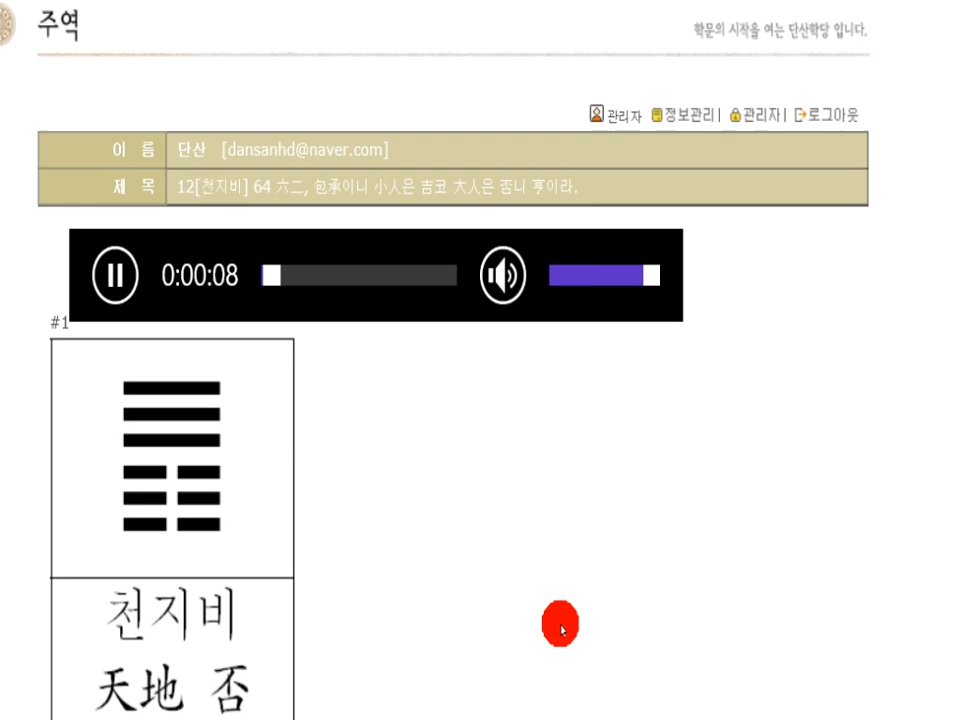 주역
학문의 시작을 여는 단산학당 입니다.
관리자 정보관리| 관리자| 로그아웃
이 름 단산 [dansanhd@naver.com]
제 목 12[천지비] 64 六二, 包承이니 小人은 吉코 大人은 否니 亨이라.
0:00:08
#1
천지비
天地 否